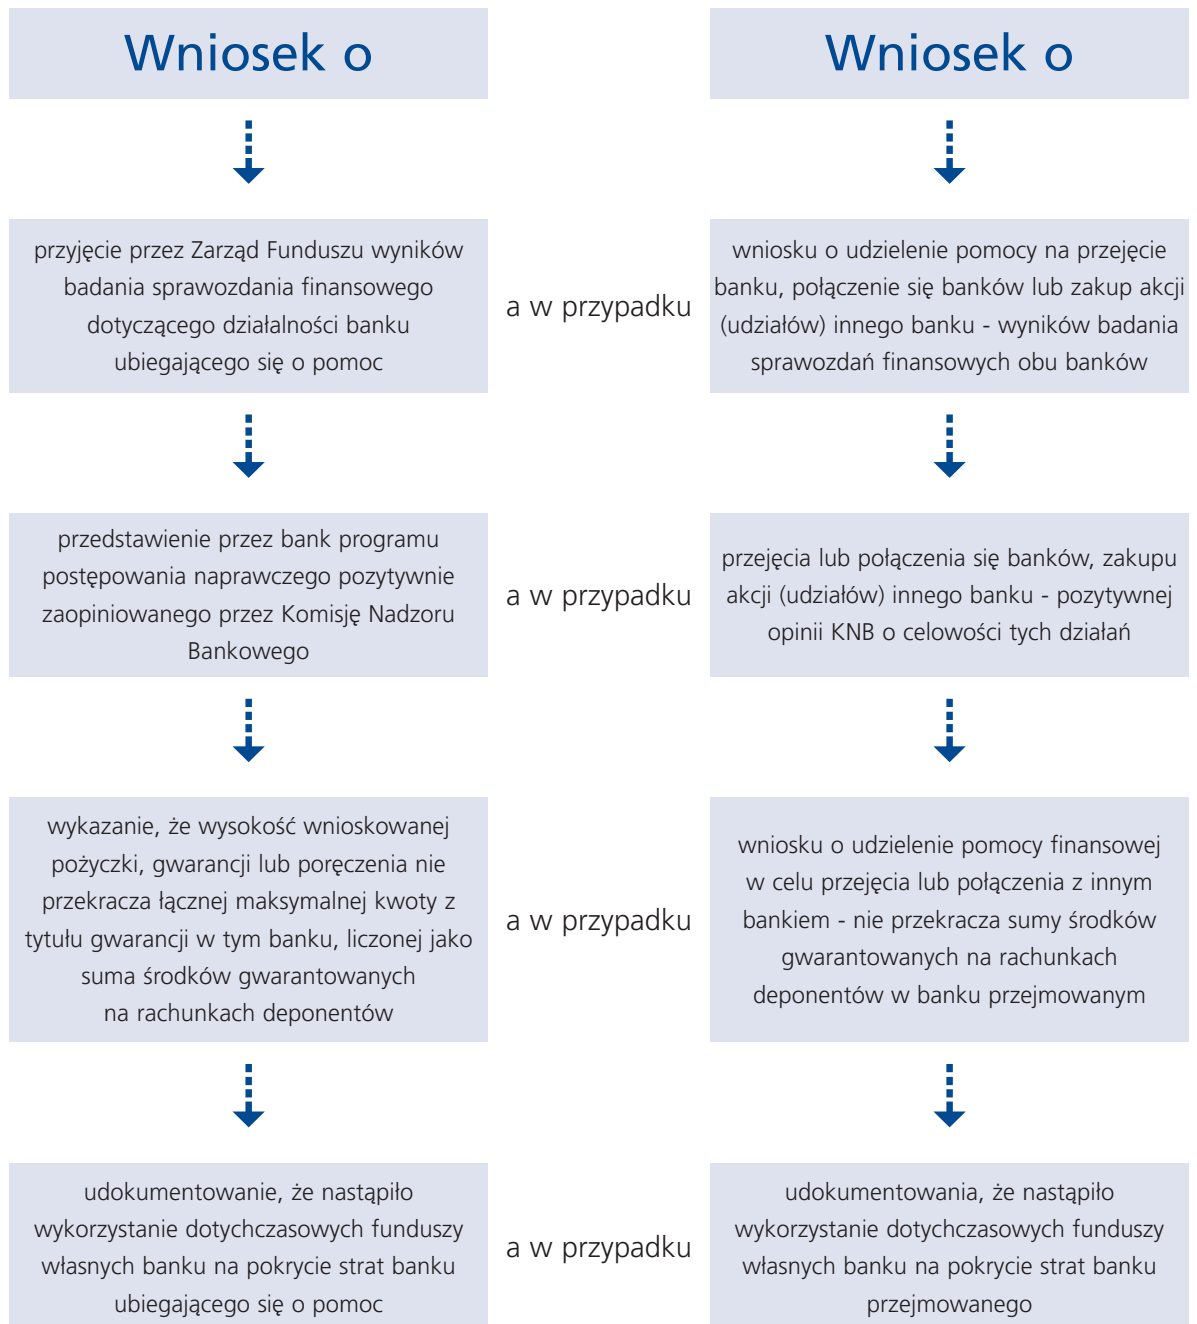 Wniosek o
Wniosek o
przyjęcie przez Zarząd Funduszu wyników
badania sprawozdania finansowego
dotyczącego działalności banku
ubiegającego się o pomoc
a w przypadku
wniosku o udzielenie pomocy na przejęcie
banku, połączenie się banków lub zakup akcji
(udziałów) innego banku - wyników badania
sprawozdań finansowych obu banków
przedstawienie przez bank programu
postępowania naprawczego pozytywnie
zaopiniowanego przez Komisję Nadzoru
Bankowego
a w przypadku
przejęcia lub połączenia się banków, zakupu
akcji (udziałów) innego banku - pozytywnej
opinii KNB o celowości tych działań
wykazanie, że wysokość wnioskowanej
pożyczki, gwarancji lub poręczenia nie
przekracza łącznej maksymalnej kwoty z
tytułu gwarancji w tym banku, liczonej jako
suma środków gwarantowanych
na rachunkach deponentów
a w przypadku
wniosku o udzielenie pomocy finansowej
w celu przejęcia lub połączenia z innym
bankiem - nie przekracza sumy środków
gwarantowanych na rachunkach
deponentów w banku przejmowanym
udokumentowanie, że nastąpiło
wykorzystanie dotychczasowych funduszy
własnych banku na pokrycie strat banku
ubiegającego się o pomoc
a w przypadku
udokumentowania, że nastąpiło
wykorzystanie dotychczasowych funduszy
własnych banku na pokrycie strat banku
przejmowanego